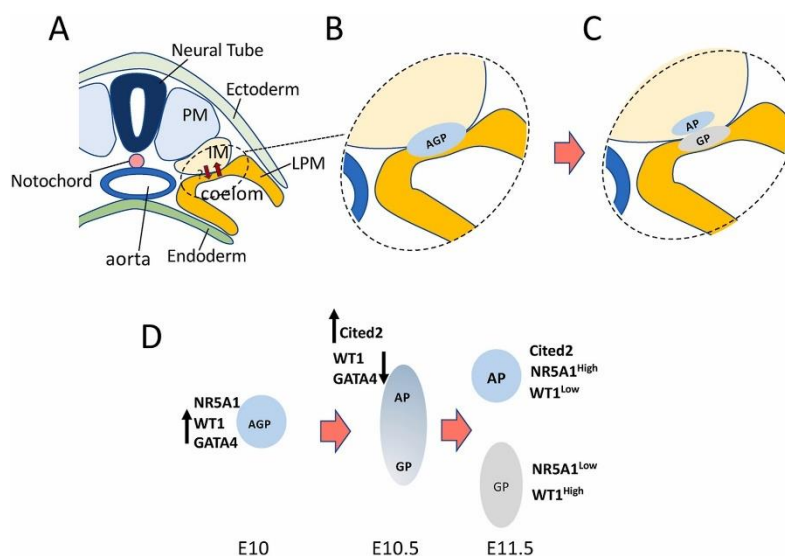 A
Neural Tube
Ectoderm
PM
IM
LPM
Notochord
?
coelom
aorta
Endoderm
B
AGP
C
AP
GP
D
NR5A1
WT1
GATA4
AGP
Cited2
WT1
GATA4
AP
GP
AP
Cited2
NR5A1High
WT1Low
GP
NR5A1Low
WT1High
E10
E10.5
E11.5